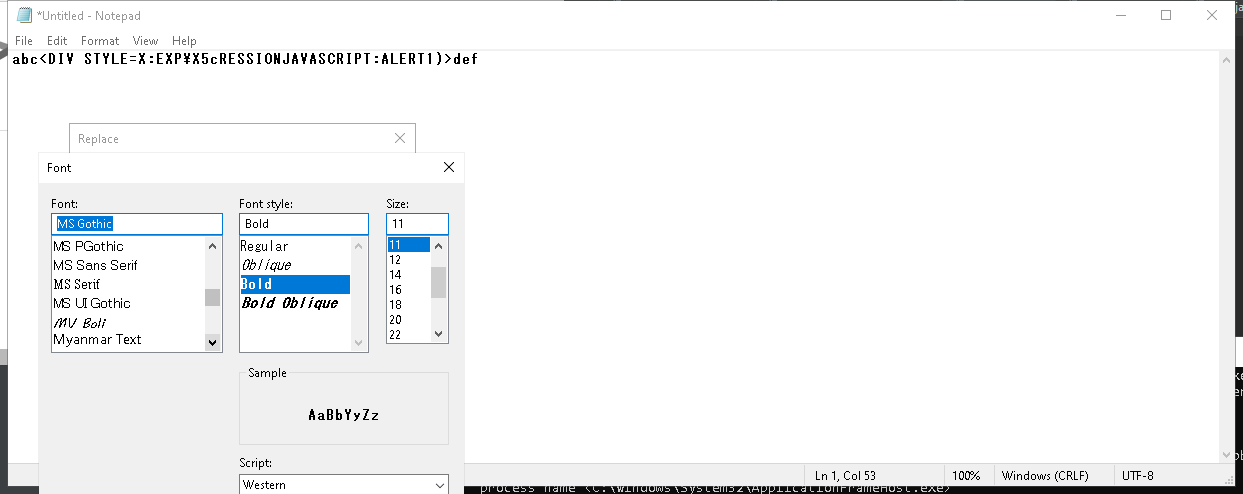 *Untitled - Notepad
File Edit Format View Help
abc<DIV STYLE=X:EXP¥X5cRESSIONJAVASCRIPT:ALERT1)>def
Replace
Font
Font: Font style: Size:
MS Gothic Bold 11
MS PGothic Regular 11
MS Sans Serif Oblique 12
MS Serif Bold 14
MS UI Gothic Bold Oblique 16
MV Boli 18
Myanmar Text 20
22
Sample
AaBbYyZz
Script:
Western
Ln 1, Col 53 100% Windows (CRLF) UTF-8
process name <C:\Windows\System32\ApplicationFrameHost.exe>